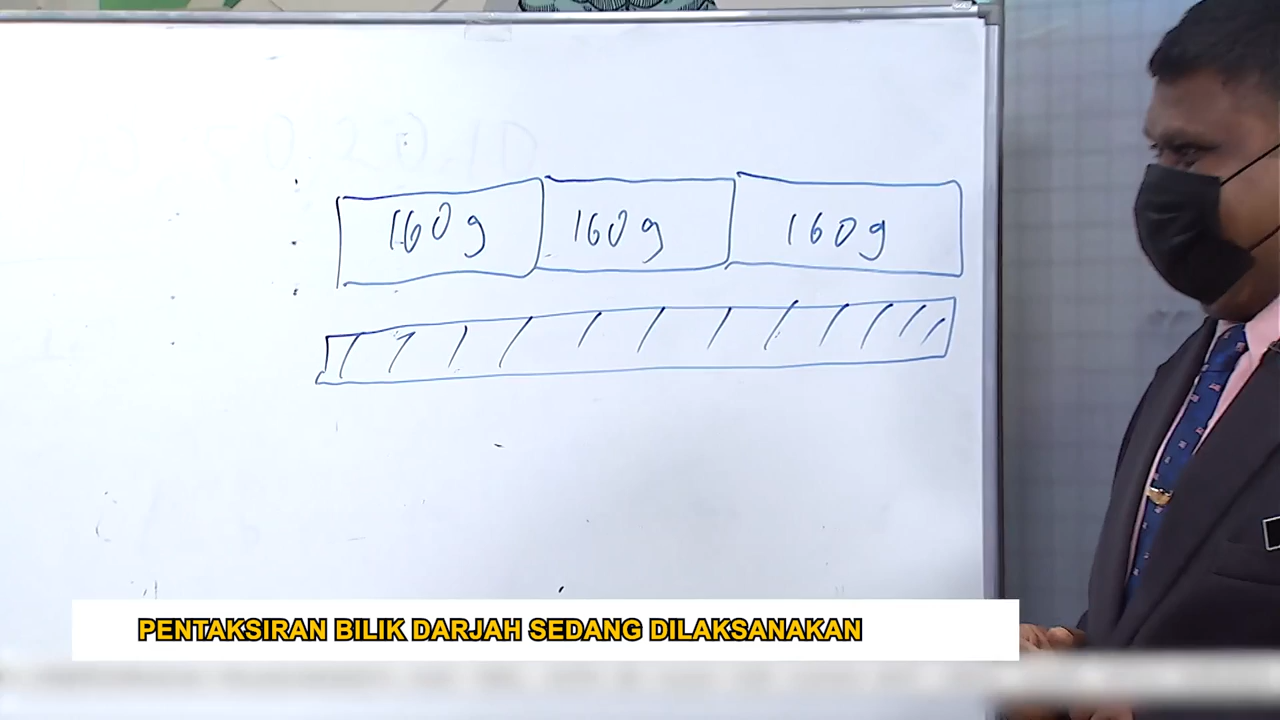 160g 160g 160g
PENTAKSIRAN BILIK DARJAH SEDANG DILAKSANAKAN